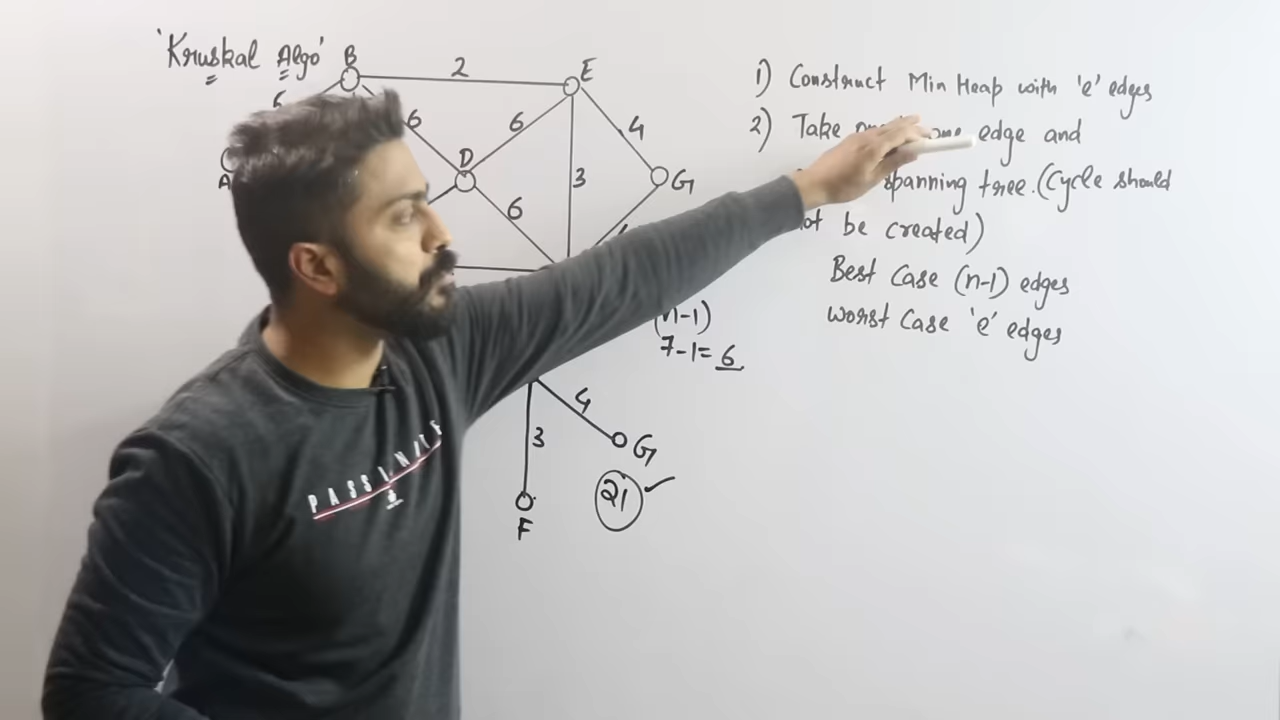 'Kruskal Algo'
B
2
E
6
6
6
4
A
D
3
G
6
(n-1)
7-1=6
4
3
G
21
F
1) Construct Min Heap with 'e' edges
2) Take one edge and
spanning tree.(Cycle should
not be created)
Best Case (n-1) edges
Worst Case 'e' edges
PASSINATE